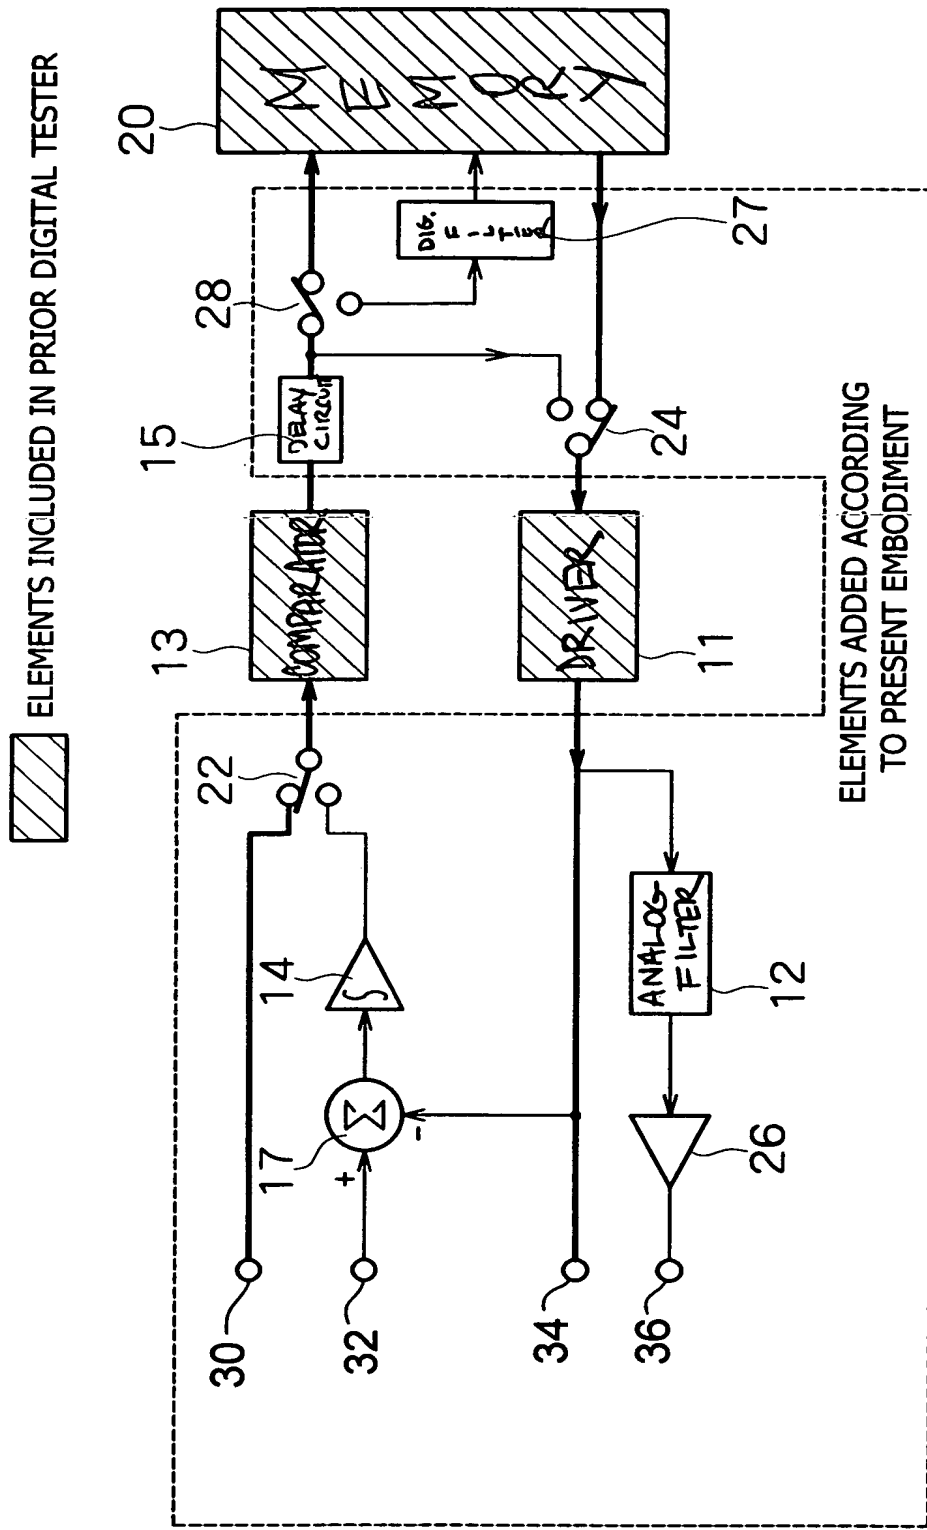 ELEMENTS INCLUDED IN PRIOR DIGITAL TESTER
20
MEMORY
28
27
DIG.
15
DELAY
CIRCUIT
24
13
COMPARATOR
DRIVER
11
22
14
17
+
-
Σ
∫
ANALOG
FILTER
12
26
30
32
34
36
ELEMENTS ADDED ACCORDING
TO PRESENT EMBODIMENT